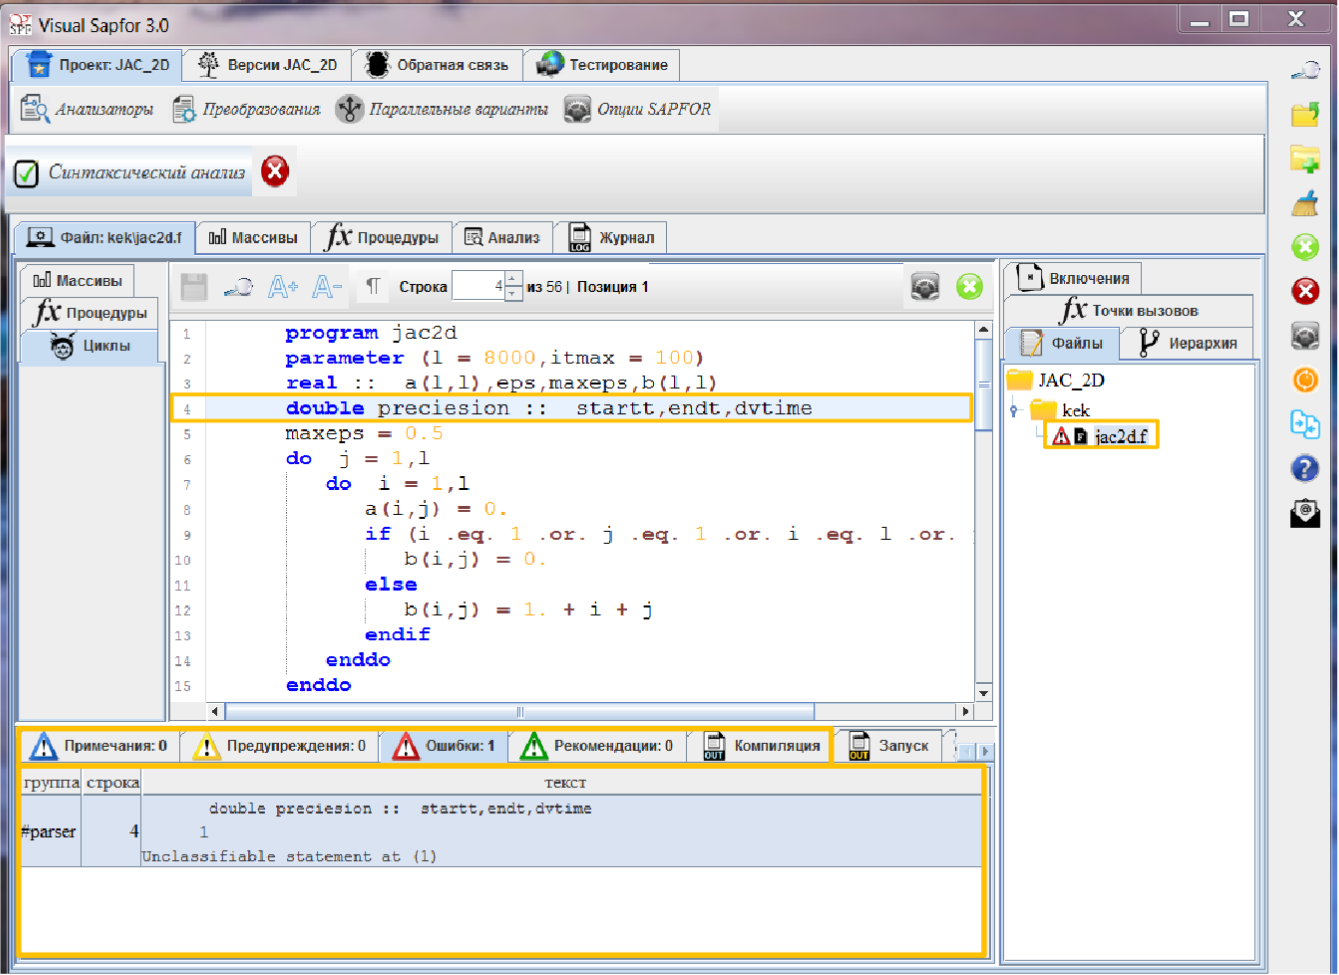 Visual Sapfor 3.0
Проект: JAC_2D Версии JAC_2D Обратная связь Тестирование
Анализаторы Преобразования Параллельные варианты Опции SAPFOR
Синтаксический анализ
Файл: kek\jac2d.f Массивы Процедуры Анализ Журнал
Массивы
Процедуры
Циклы
Строка 4 из 56 | Позиция 1
1 program jac2d
2 parameter (l = 8000,itmax = 100)
3 real :: a(l,l),eps,maxeps,b(l,l)
4 double preciesion :: startt,endt,dvtime
5 maxeps = 0.5
6 do j = 1,l
7 do i = 1,l
8 a(i,j) = 0.
9 if (i .eq. 1 .or. j .eq. 1 .or. i .eq. l .or.
10 b(i,j) = 0.
11 else
12 b(i,j) = 1. + i + j
13 endif
14 enddo
15 enddo
Включения
Точки вызовов
Файлы Иерархия
JAC_2D
kek
jac2d.f
Примечания: 0 Предупреждения: 0 Ошибки: 1 Рекомендации: 0 Компиляция Запуск
группа строка текст
double preciesion :: startt,endt,dvtime
#parser 4 1
Unclassifiable statement at (1)